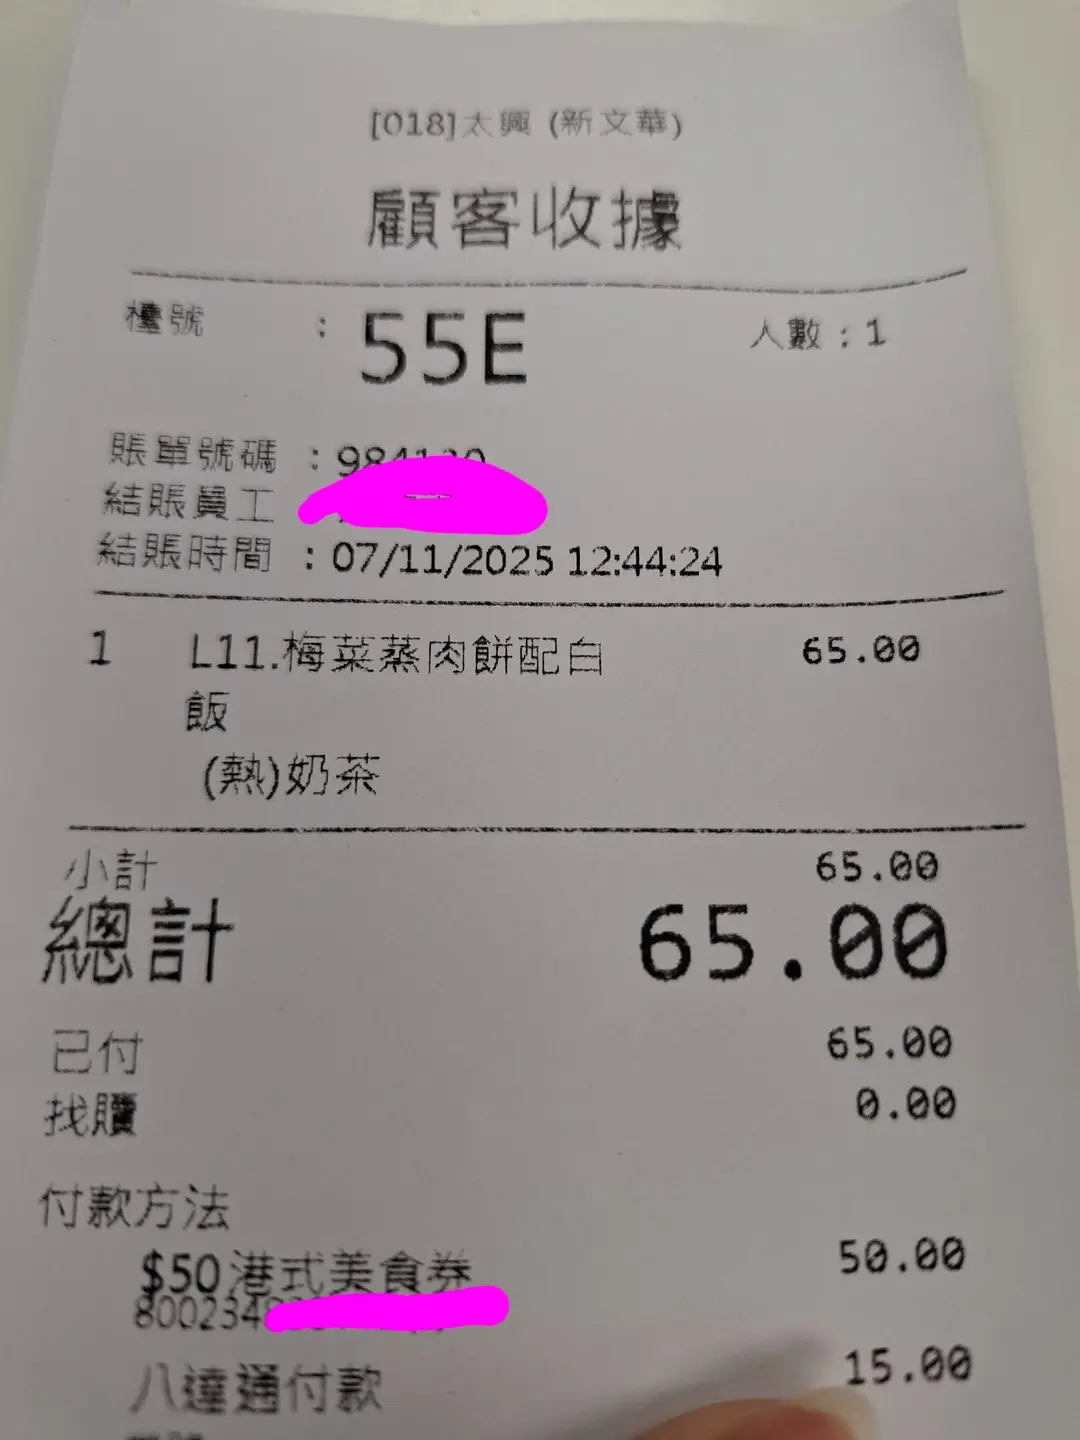 [018]太興 (新文華)
顧客收據
檯號 : 55E 人數 : 1
賬單號碼 : 984130
結賬員工
結賬時間 : 07/11/2025 12:44:24
1 L11.梅菜蒸肉餅配白 65.00
飯
(熱)奶茶
小計 65.00
總計 65.00
已付 65.00
找贖 0.00
付款方法
$50港式美食券 50.00
800234
八達通付款 15.00